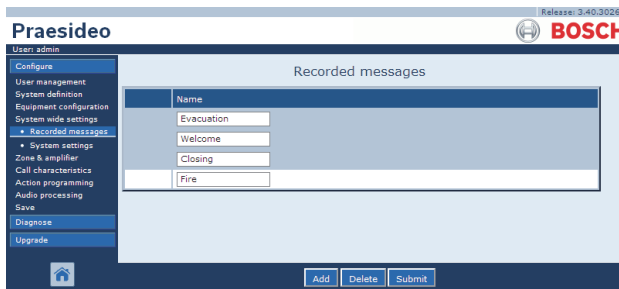 Release: 3.40.3026
Praesideo
BOSCH
User: admin
Configure
User management
System definition
Equipment configuration
System wide settings
• Recorded messages
• System settings
Zone & amplifier
Call characteristics
Action programming
Audio processing
Save
Diagnose
Upgrade
Recorded messages
Name
Evacuation
Welcome
Closing
Fire
Add Delete Submit